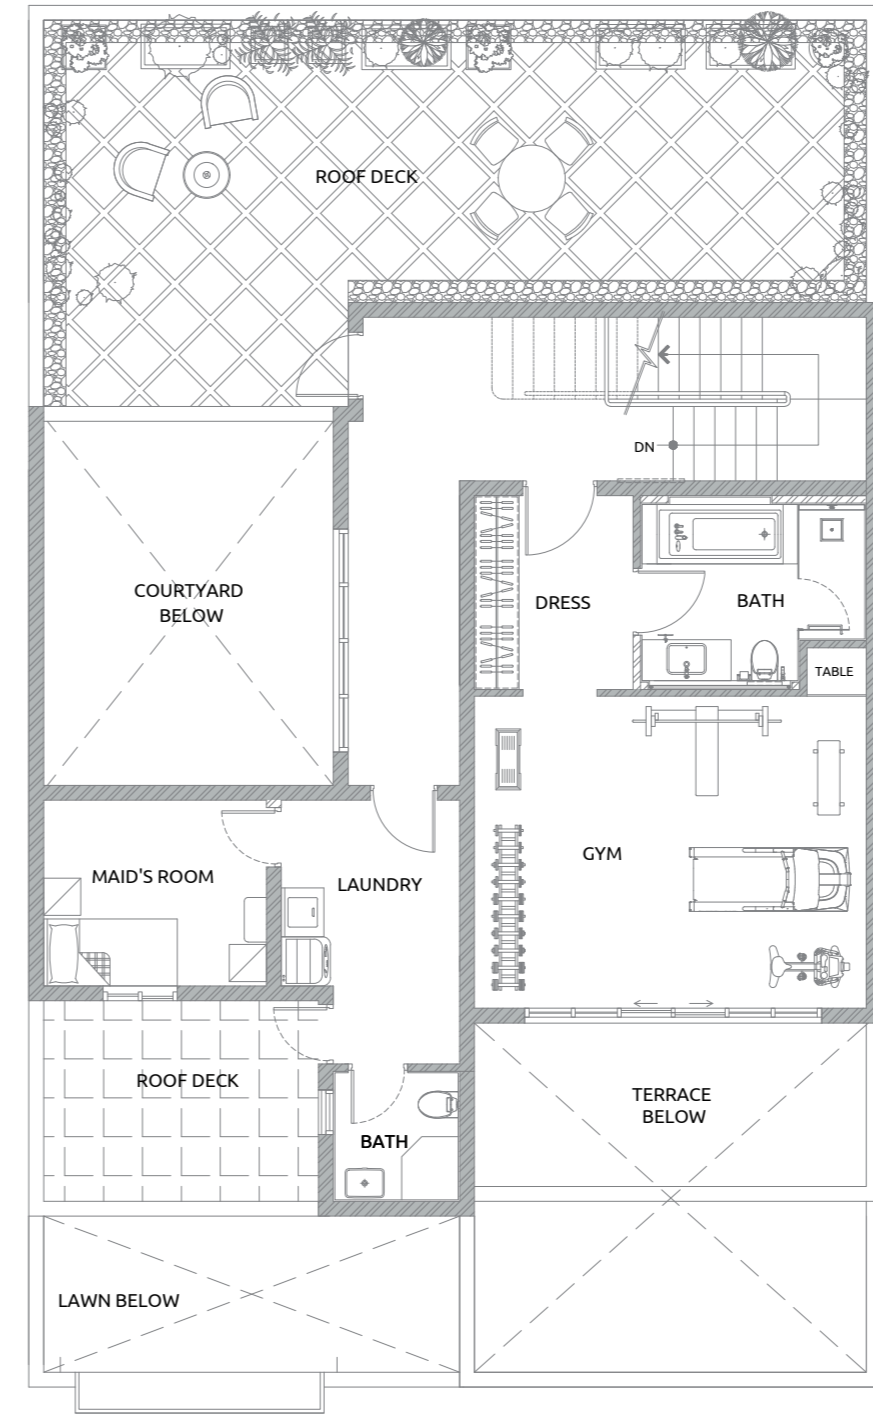 ROOF DECK
DN
COURTYARD
BELOW
DRESS
BATH
TABLE
GYM
MAID'S ROOM
LAUNDRY
ROOF DECK
TERRACE
BELOW
BATH
LAWN BELOW